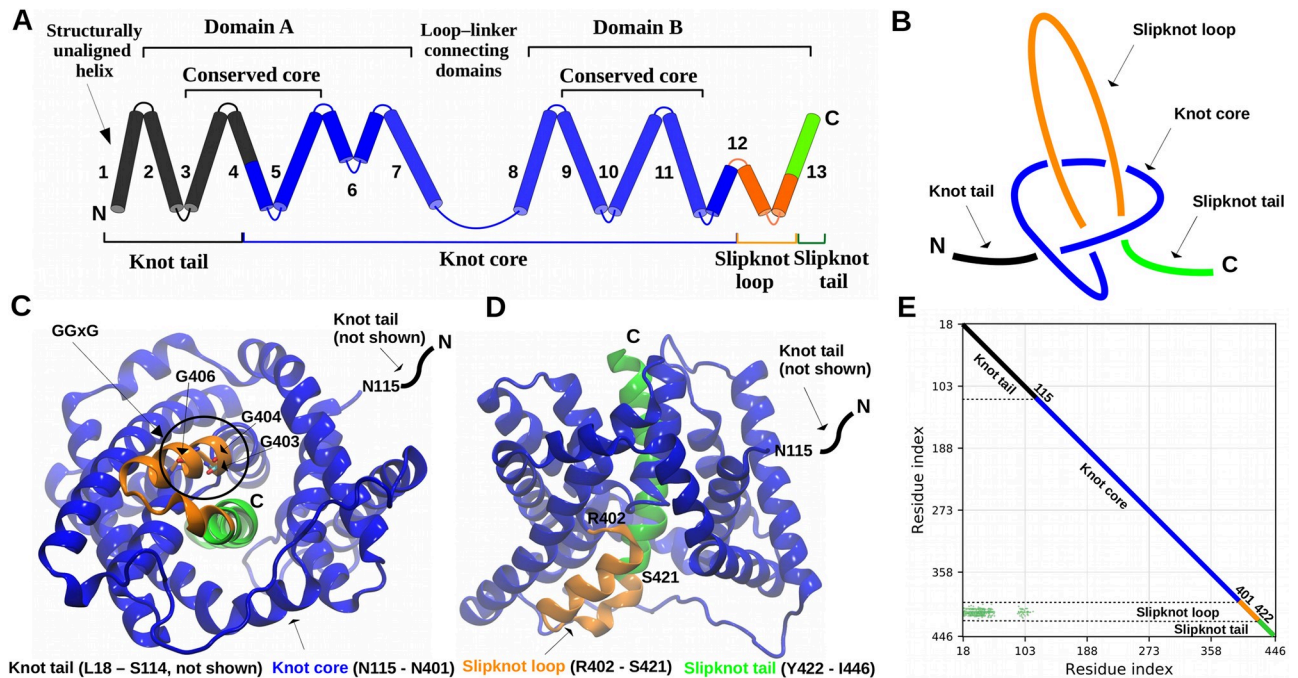 A
Structurally
unaligned
helix
Domain A
Loop–linker
connecting
domains
Domain B
Conserved core
Conserved core
1
2
3
4
5
6
7
8
9
10
11
12
13
N
C
Knot tail
Knot core
Slipknot
loop
Slipknot
tail
B
Slipknot loop
Knot core
Knot tail
Slipknot tail
N
C
C
GGxG
G406
G404
G403
C
Knot tail
(not shown)
N
N115
D
C
Knot tail
(not shown)
N
N115
R402
S421
Knot tail (L18 – S114, not shown) Knot core (N115 - N401) Slipknot loop (R402 - S421) Slipknot tail (Y422 - I446)
E
Residue index
18
103
188
273
358
446
Knot tail
115
Knot core
401
422
Slipknot loop
Slipknot tail
18 103 188 273 358 446
Residue index